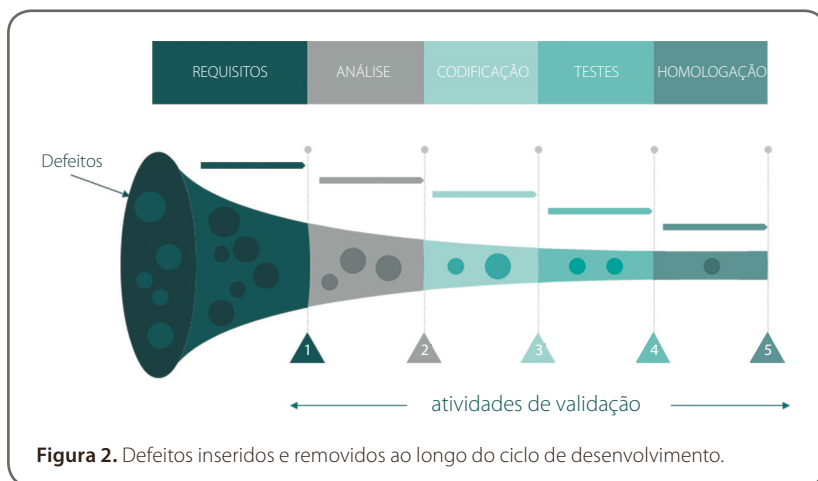 REQUISITOS ANÁLISE CODIFICAÇÃO TESTES HOMOLOGAÇÃO
Defeitos
1 2 3 4 5
atividades de validação
Figura 2. Defeitos inseridos e removidos ao longo do ciclo de desenvolvimento.